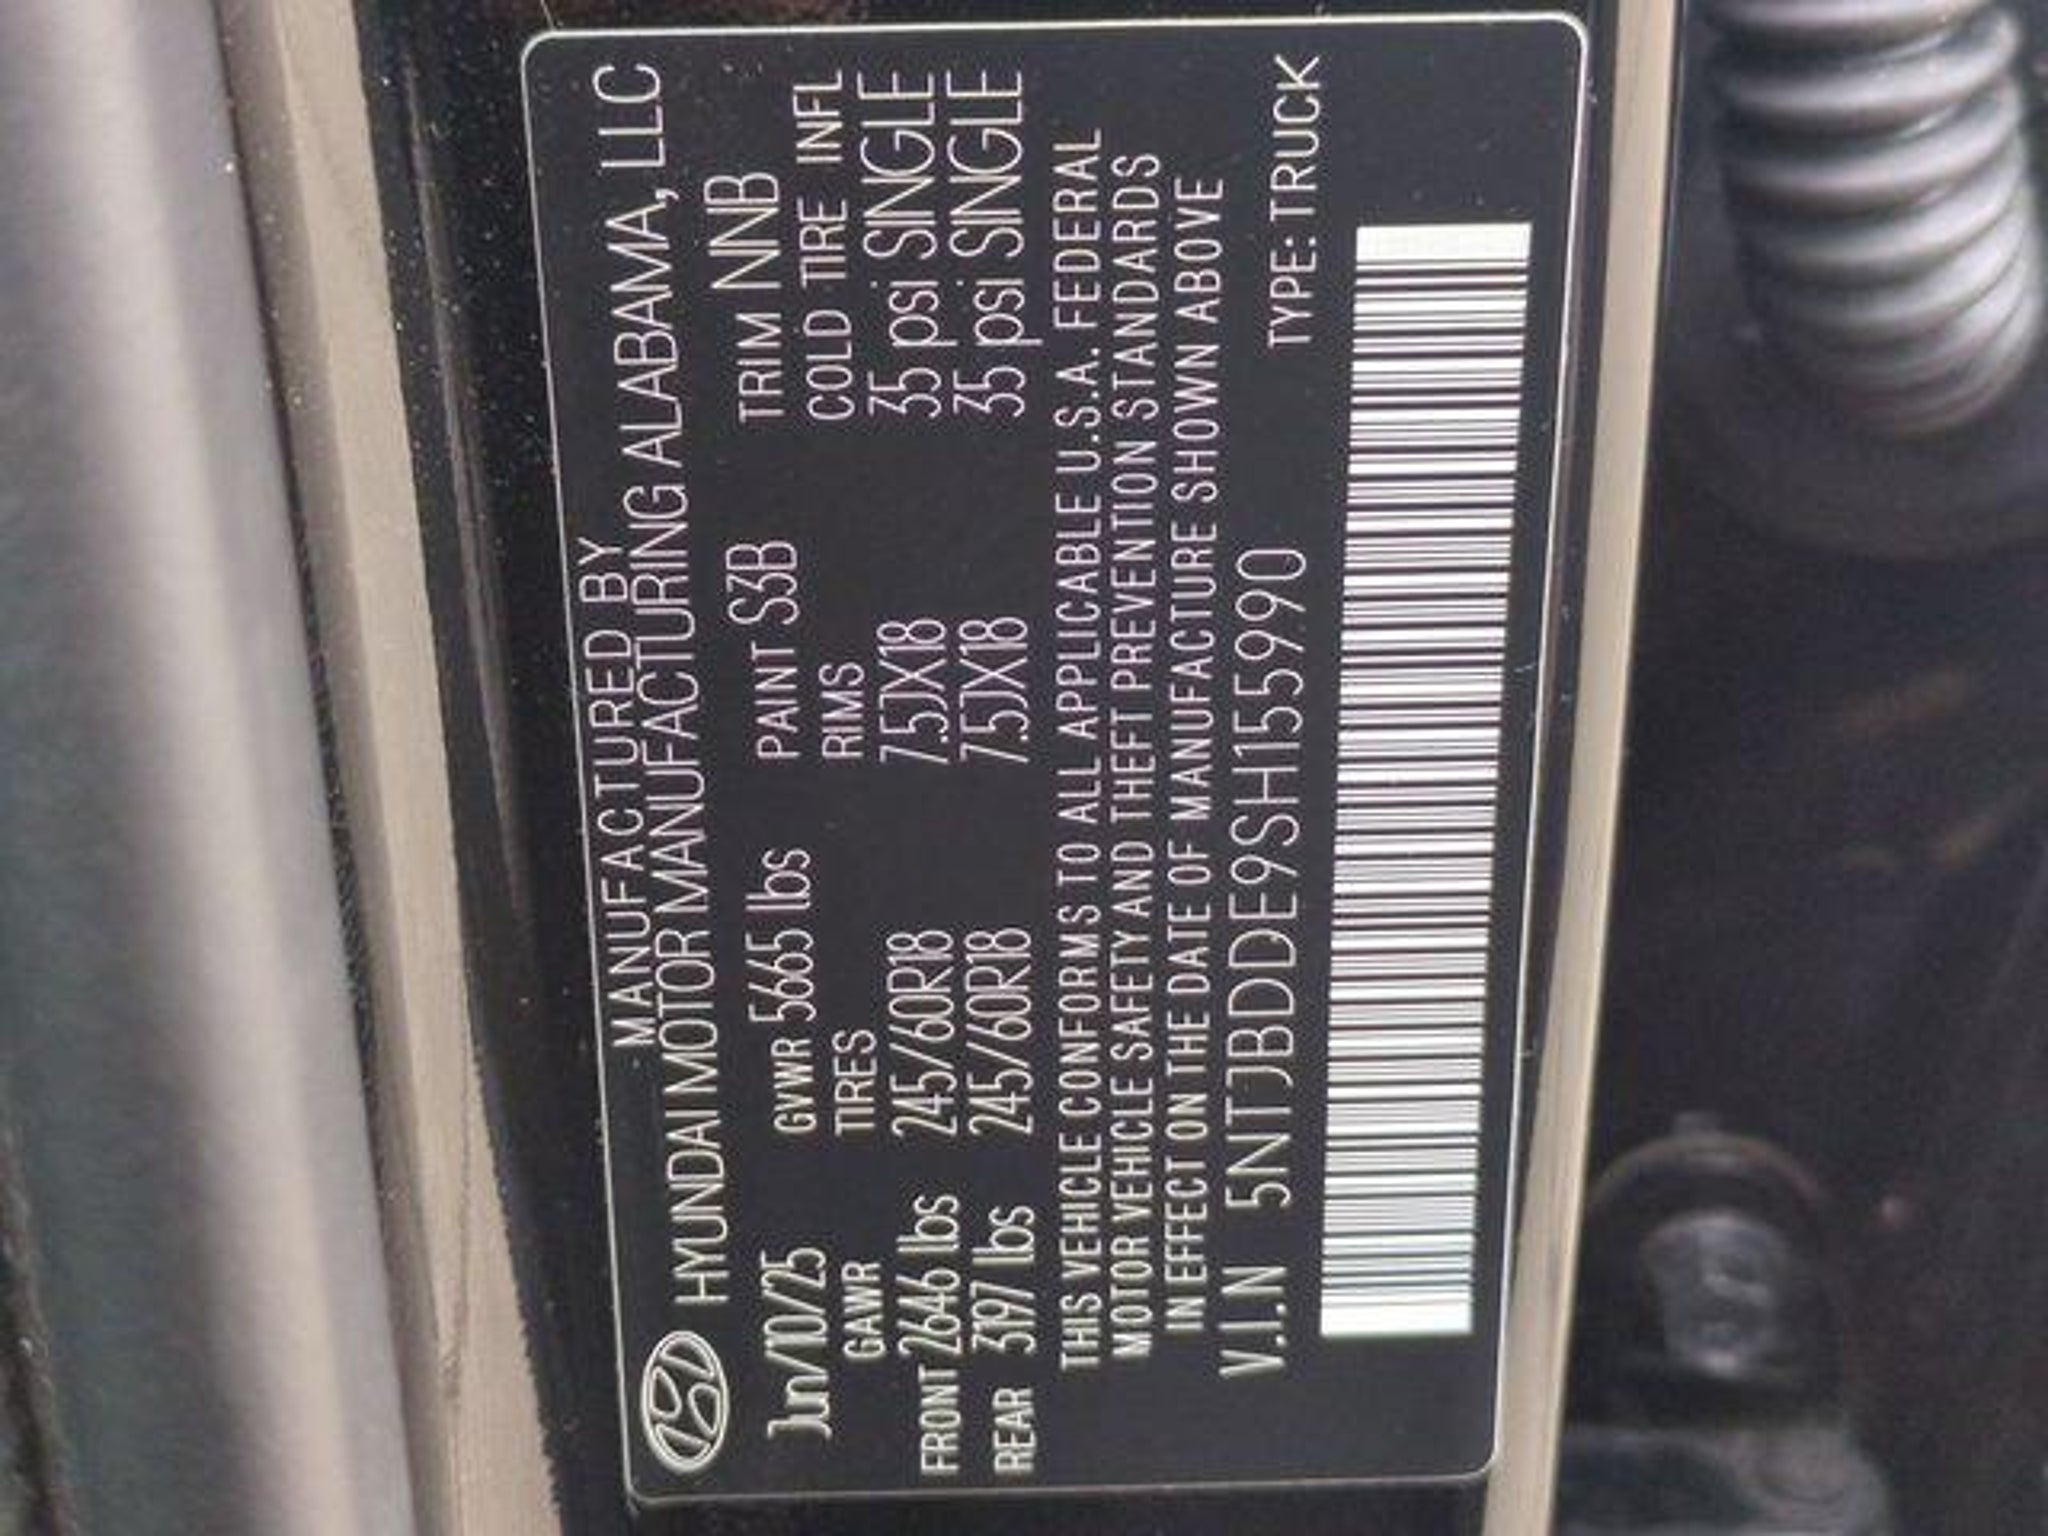 MANUFACTURED BY
HYUNDAI MOTOR MANUFACTURING ALABAMA, LLC
Jun/10/25 GVWR 5665 lbs PAINT S3B TRIM NNB
GAWR TIRES RIMS COLD TIRE INFL
FRONT 2646 lbs 245/60R18 7.5JX18 35 psi SINGLE
REAR 3197 lbs 245/60R18 7.5JX18 35 psi SINGLE
THIS VEHICLE CONFORMS TO ALL APPLICABLE U.S.A. FEDERAL
MOTOR VEHICLE SAFETY AND THEFT PREVENTION STANDARDS
IN EFFECT ON THE DATE OF MANUFACTURE SHOWN ABOVE
V.I.N 5NTJBDDE9SH155990
TYPE: TRUCK